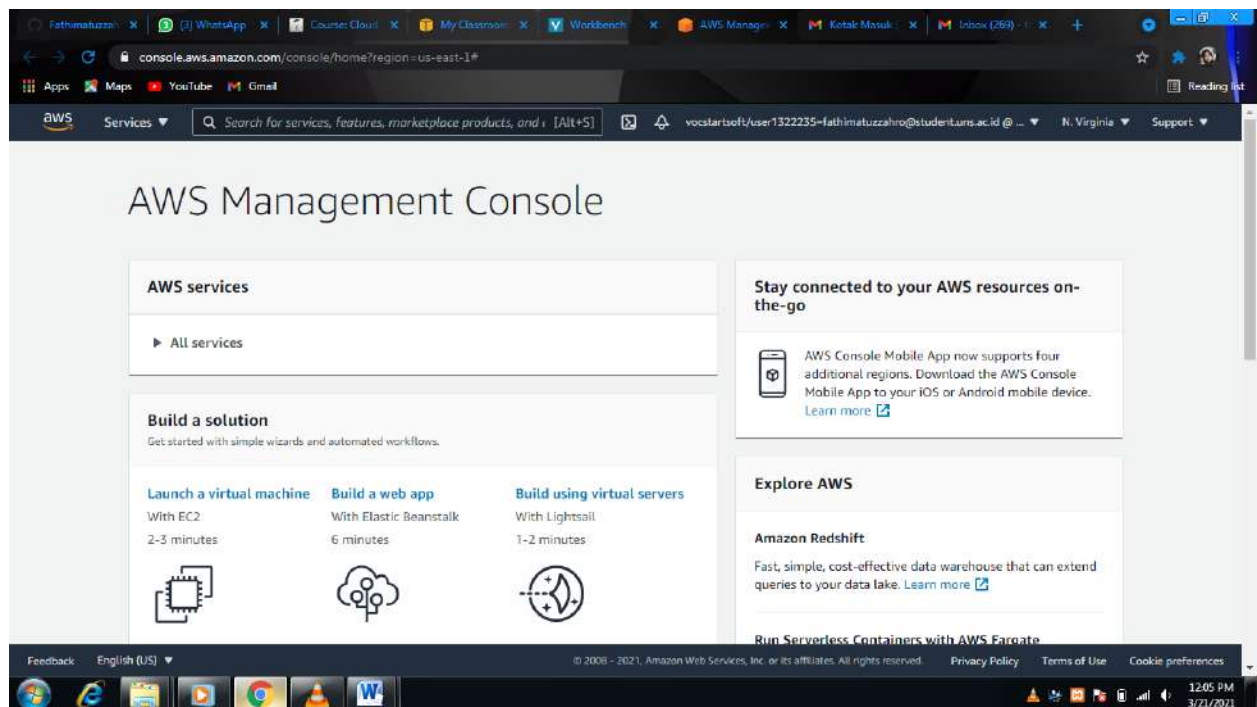 Fathimatuzzah
(3) WhatsApp
Course: Cloud
My Classroom
Workbench
AWS Manage
Kotak Masuk
Inbox (269) -
console.aws.amazon.com/console/home?region=us-east-1#
Apps
Maps
YouTube
Gmail
Reading list
aws
Services
Search for services, features, marketplace products, and
[Alt+S]
vocstartsoft/user1322235=fathimatuzzahro@student.uns.ac.id @ ...
N. Virginia
Support
AWS Management Console
AWS services
All services
Build a solution
Get started with simple wizards and automated workflows.
Launch a virtual machine
With EC2
2-3 minutes
Build a web app
With Elastic Beanstalk
6 minutes
Build using virtual servers
With Lightsail
1-2 minutes
Stay connected to your AWS resources on-
the-go
AWS Console Mobile App now supports four
additional regions. Download the AWS Console
Mobile App to your iOS or Android mobile device.
Learn more
Explore AWS
Amazon Redshift
Fast, simple, cost-effective data warehouse that can extend
queries to your data lake. Learn more
Run Serverless Containers with AWS Fargate
Feedback
English (US)
© 2008 - 2021, Amazon Web Services, Inc. or its affiliates. All rights reserved.
Privacy Policy
Terms of Use
Cookie preferences
12:05 PM
3/21/2021